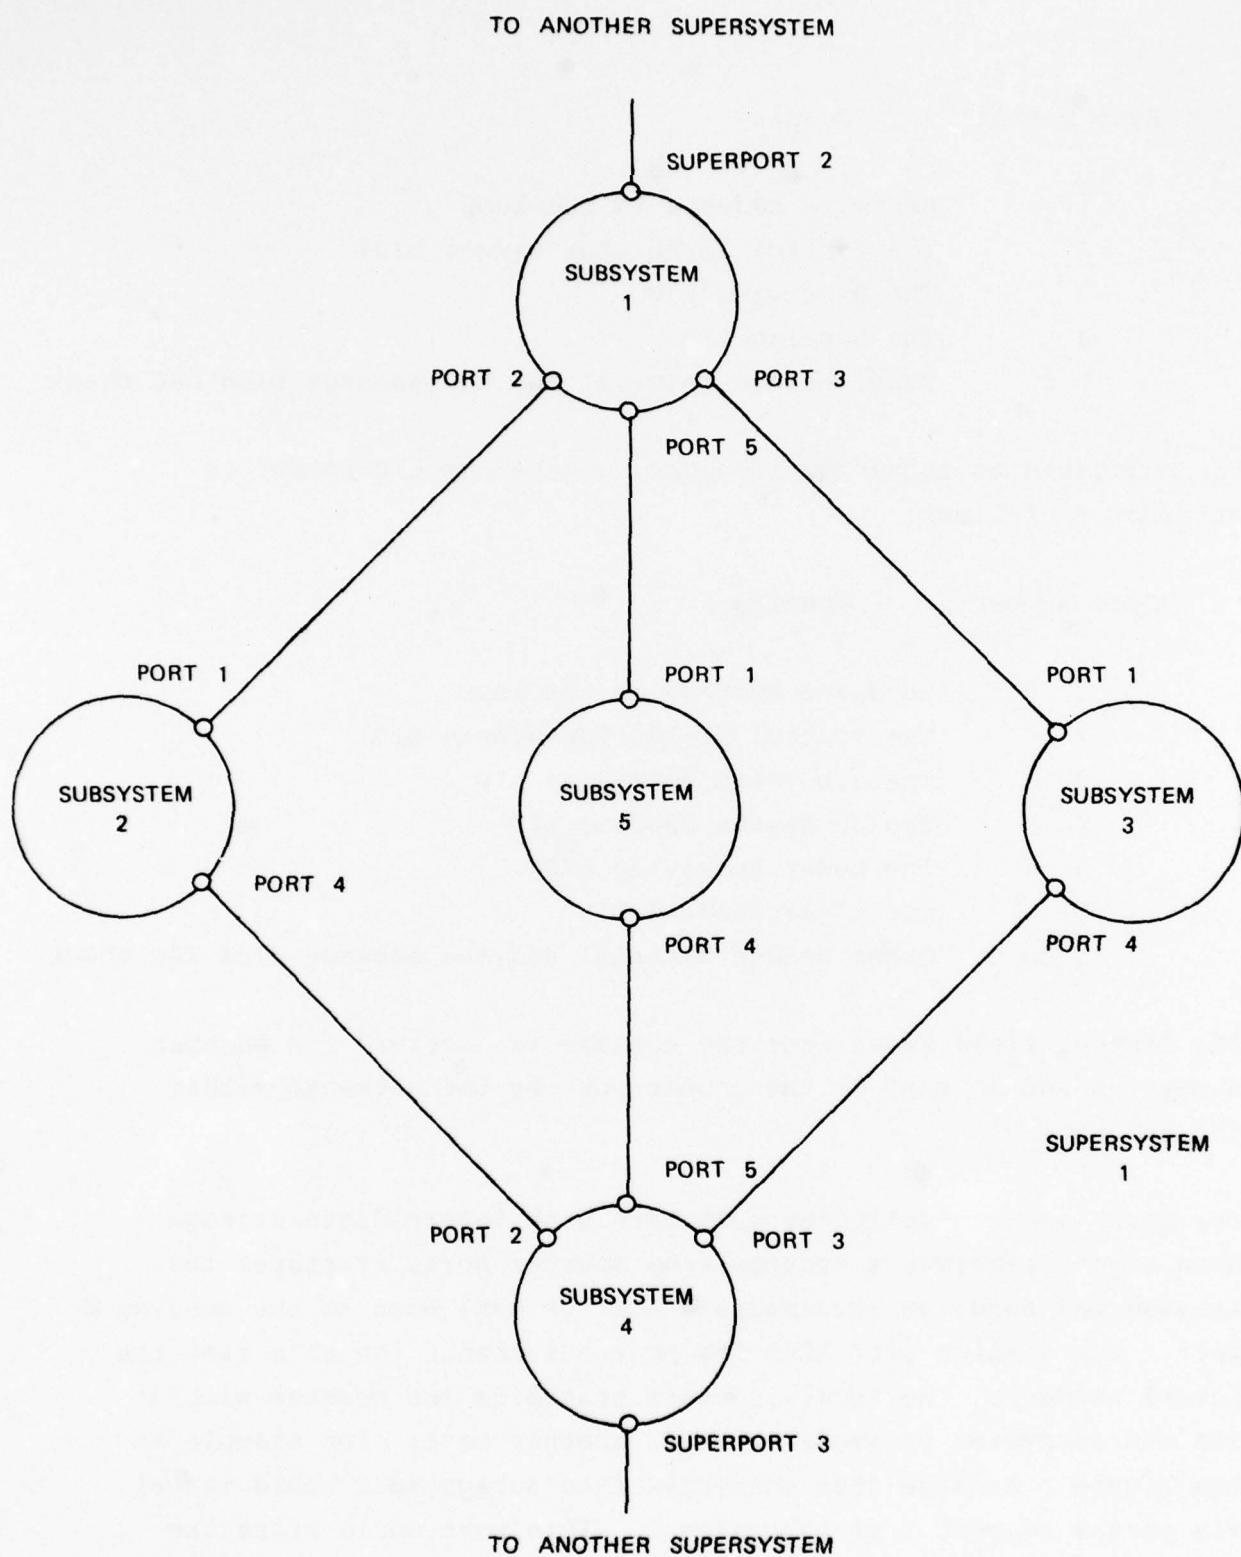 TO ANOTHER SUPERSYSTEM
SUPERPORT 2
SUBSYSTEM
1
PORT 2
PORT 3
PORT 5
PORT 1
PORT 1
PORT 1
SUBSYSTEM
2
SUBSYSTEM
5
SUBSYSTEM
3
PORT 4
PORT 4
PORT 4
SUPERSYSTEM
1
PORT 5
PORT 2
PORT 3
SUBSYSTEM
4
SUPERPORT 3
TO ANOTHER SUPERSYSTEM